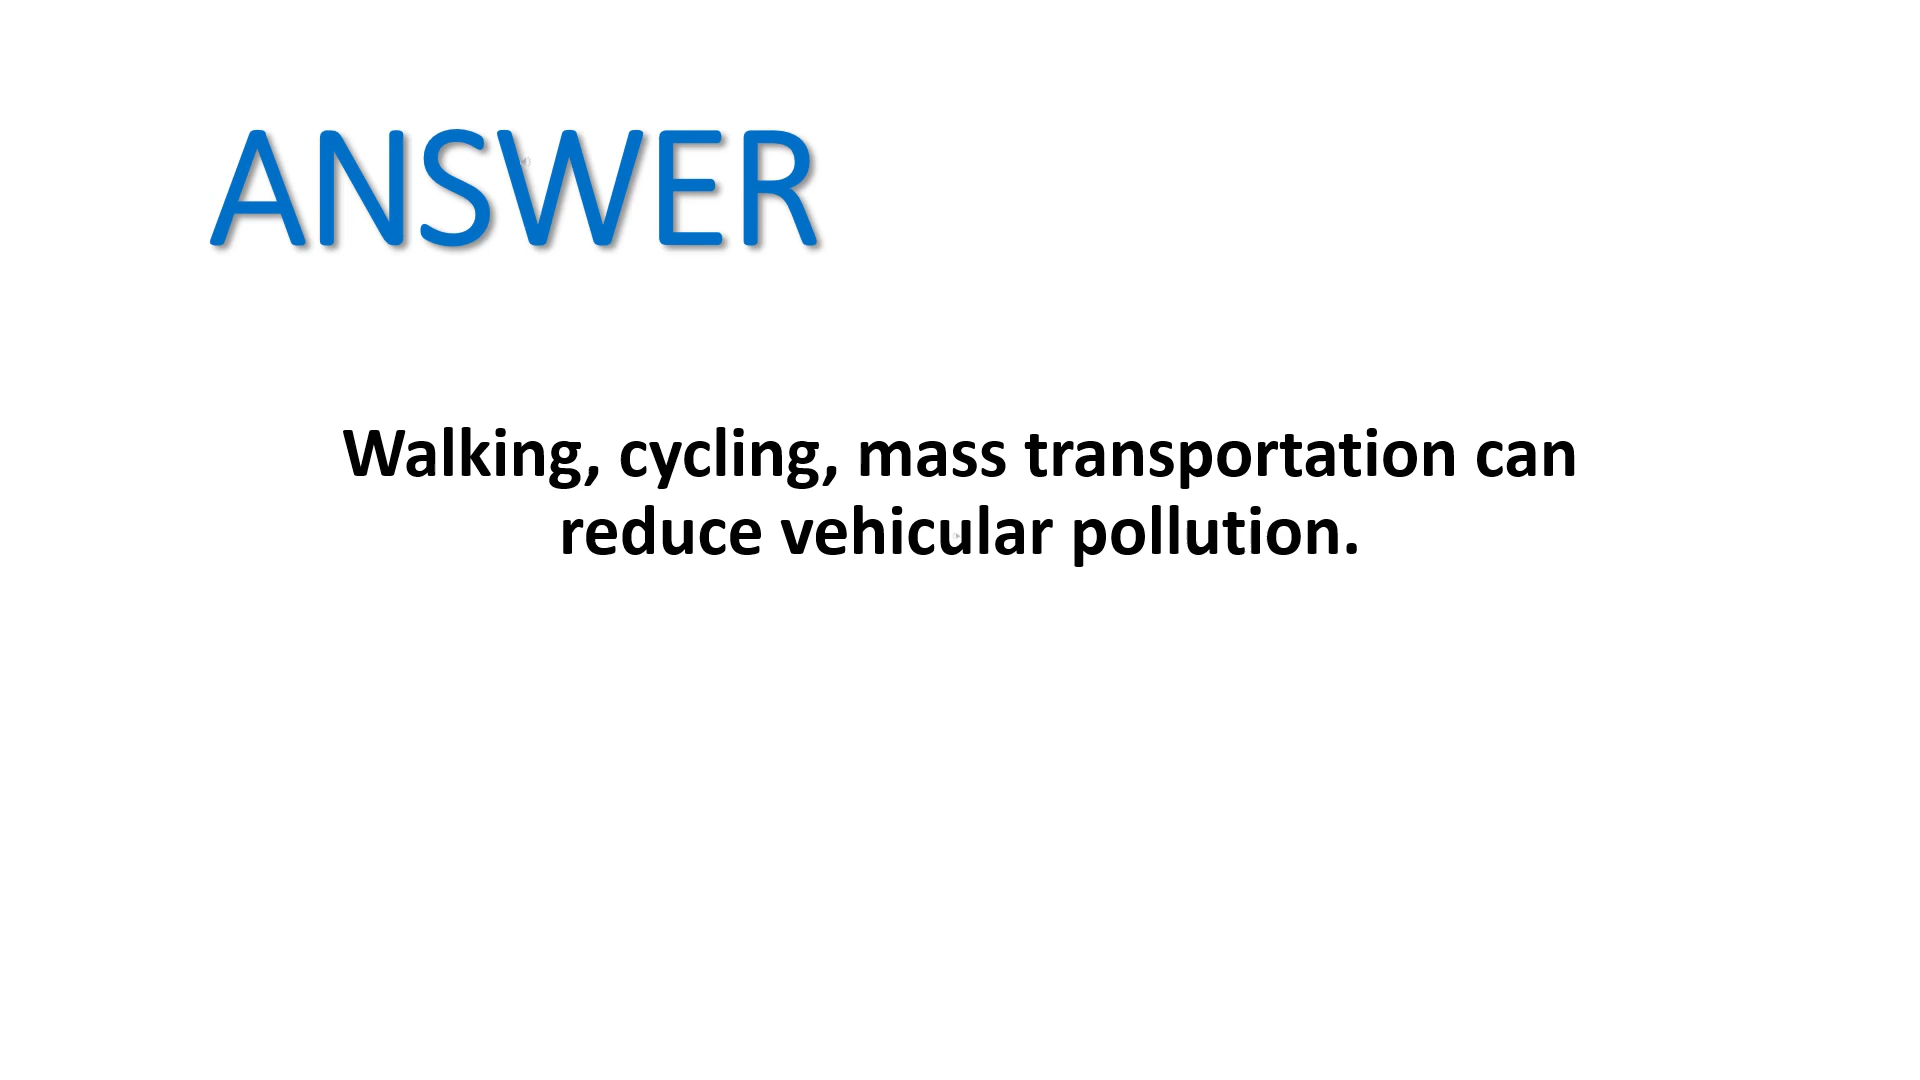 ANSWER
Walking, cycling, mass transportation can
reduce vehicular pollution.